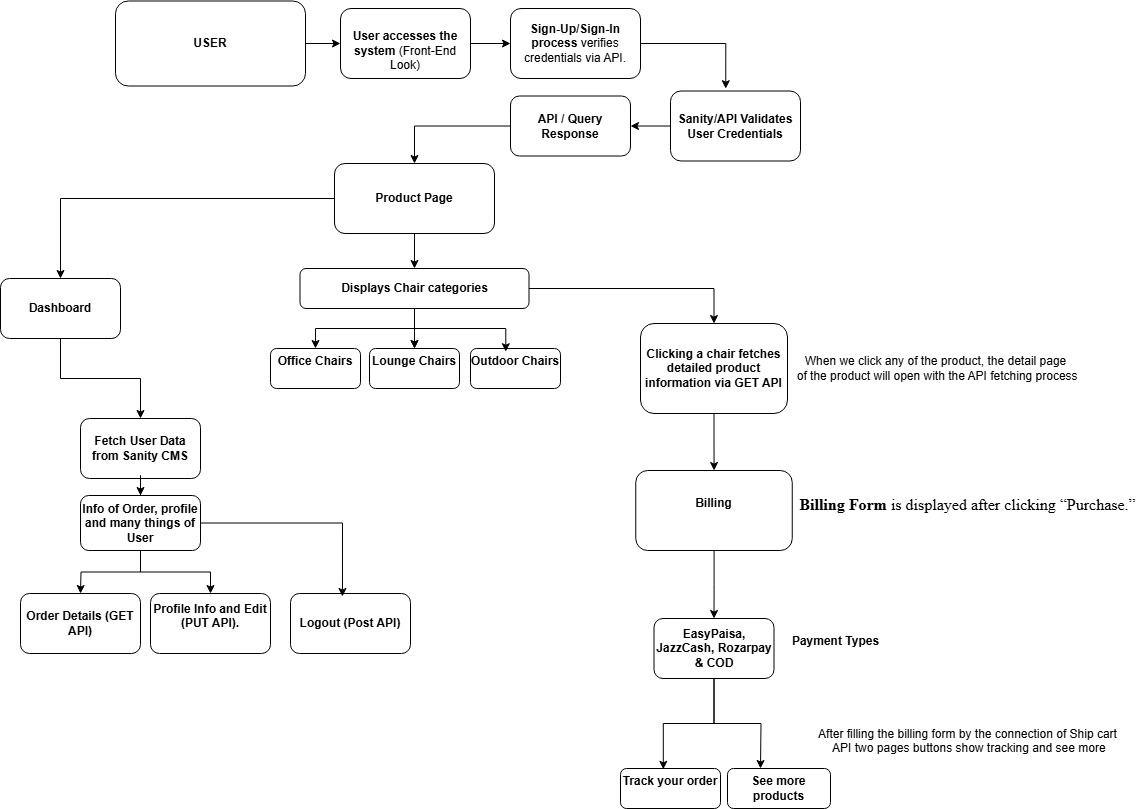 USER
User accesses the
system (Front-End
Look)
Sign-Up/Sign-In
process verifies
credentials via API.
Sanity/API Validates
User Credentials
API / Query
Response
Product Page
Dashboard
Displays Chair categories
Office Chairs
Lounge Chairs
Outdoor Chairs
Clicking a chair fetches
detailed product
information via GET API
When we click any of the product, the detail page
of the product will open with the API fetching process
Fetch User Data
from Sanity CMS
Info of Order, profile
and many things of
User
Billing
Billing Form is displayed after clicking “Purchase.”
Order Details (GET
API)
Profile Info and Edit
(PUT API).
Logout (Post API)
EasyPaisa,
JazzCash, Rozarpay
& COD
Payment Types
After filling the billing form by the connection of Ship cart
API two pages buttons show tracking and see more
Track your order
See more
products